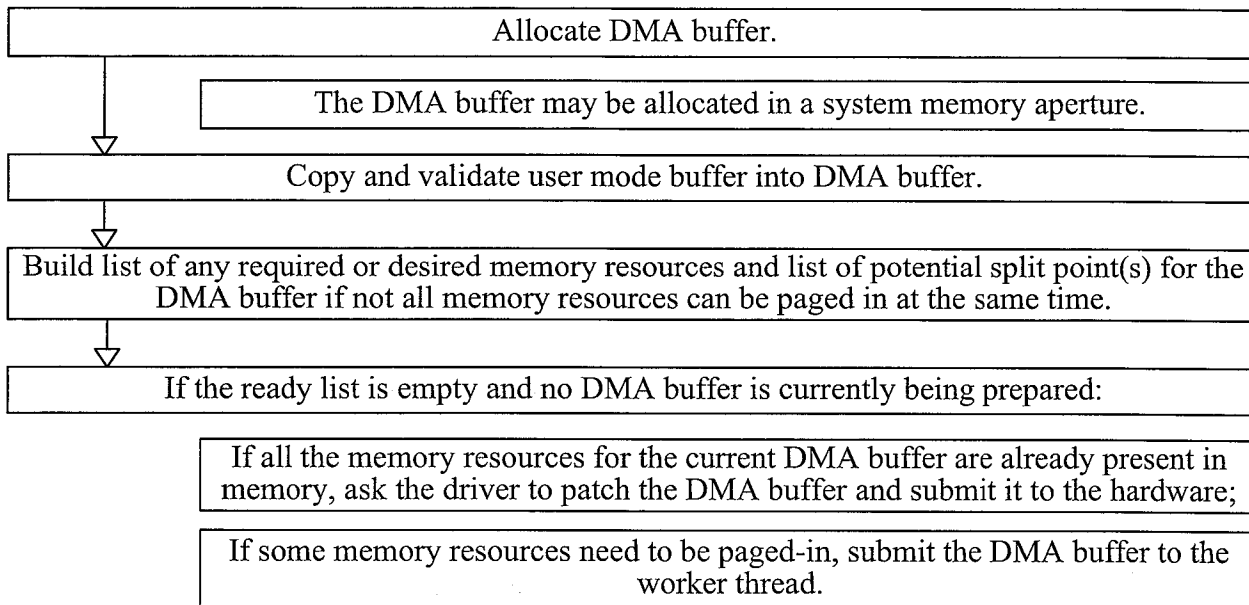 Allocate DMA buffer.
The DMA buffer may be allocated in a system memory aperture.
Copy and validate user mode buffer into DMA buffer.
Build list of any required or desired memory resources and list of potential split point(s) for the
DMA buffer if not all memory resources can be paged in at the same time.
If the ready list is empty and no DMA buffer is currently being prepared:
If all the memory resources for the current DMA buffer are already present in
memory, ask the driver to patch the DMA buffer and submit it to the hardware;
If some memory resources need to be paged-in, submit the DMA buffer to the
worker thread.